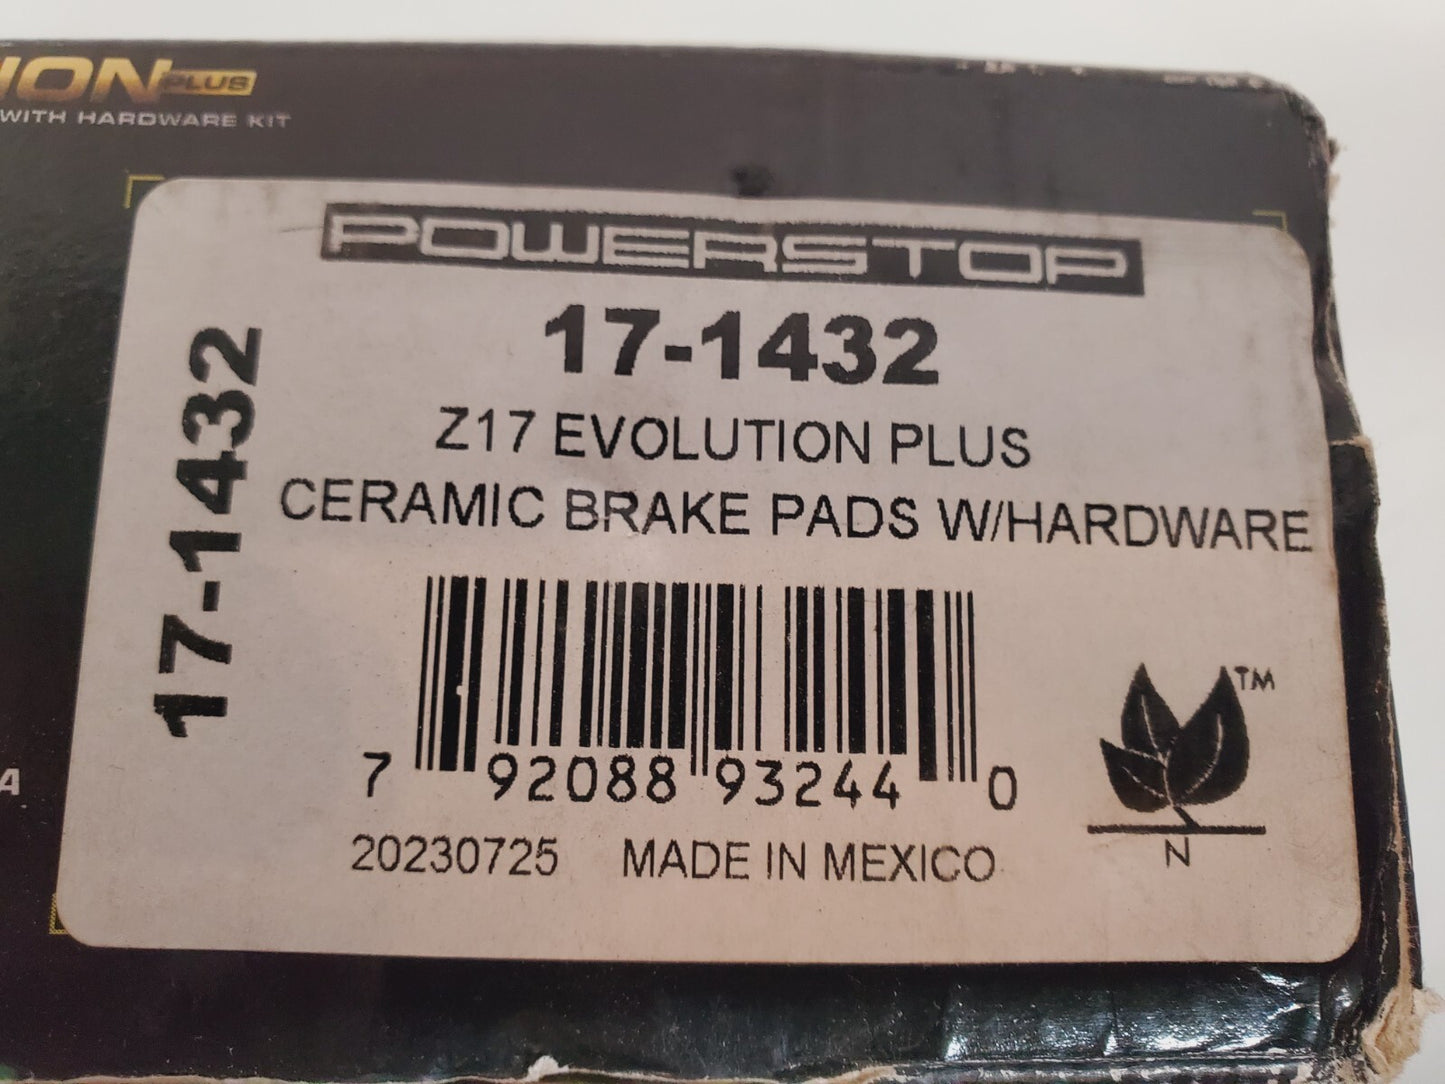 ION PLUS
WITH HARDWARE KIT
POWERSTOP
17-1432
17-1432
Z17 EVOLUTION PLUS
CERAMIC BRAKE PADS W/HARDWARE
7 92088 93244 0
TM
N
20230725 MADE IN MEXICO
A